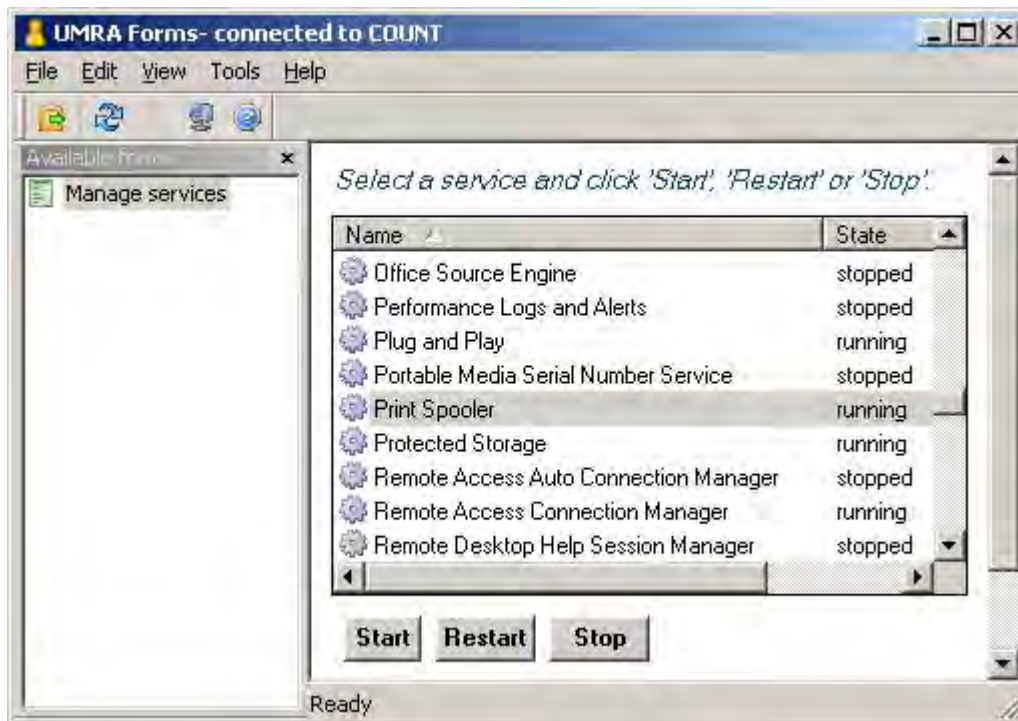 UMRA Forms- connected to COUNT
File Edit View Tools Help
Available
Manage services
Select a service and click 'Start', 'Restart' or 'Stop'.
Name State
Office Source Engine stopped
Performance Logs and Alerts stopped
Plug and Play running
Portable Media Serial Number Service stopped
Print Spooler running
Protected Storage running
Remote Access Auto Connection Manager stopped
Remote Access Connection Manager running
Remote Desktop Help Session Manager stopped
Start Restart Stop
Ready